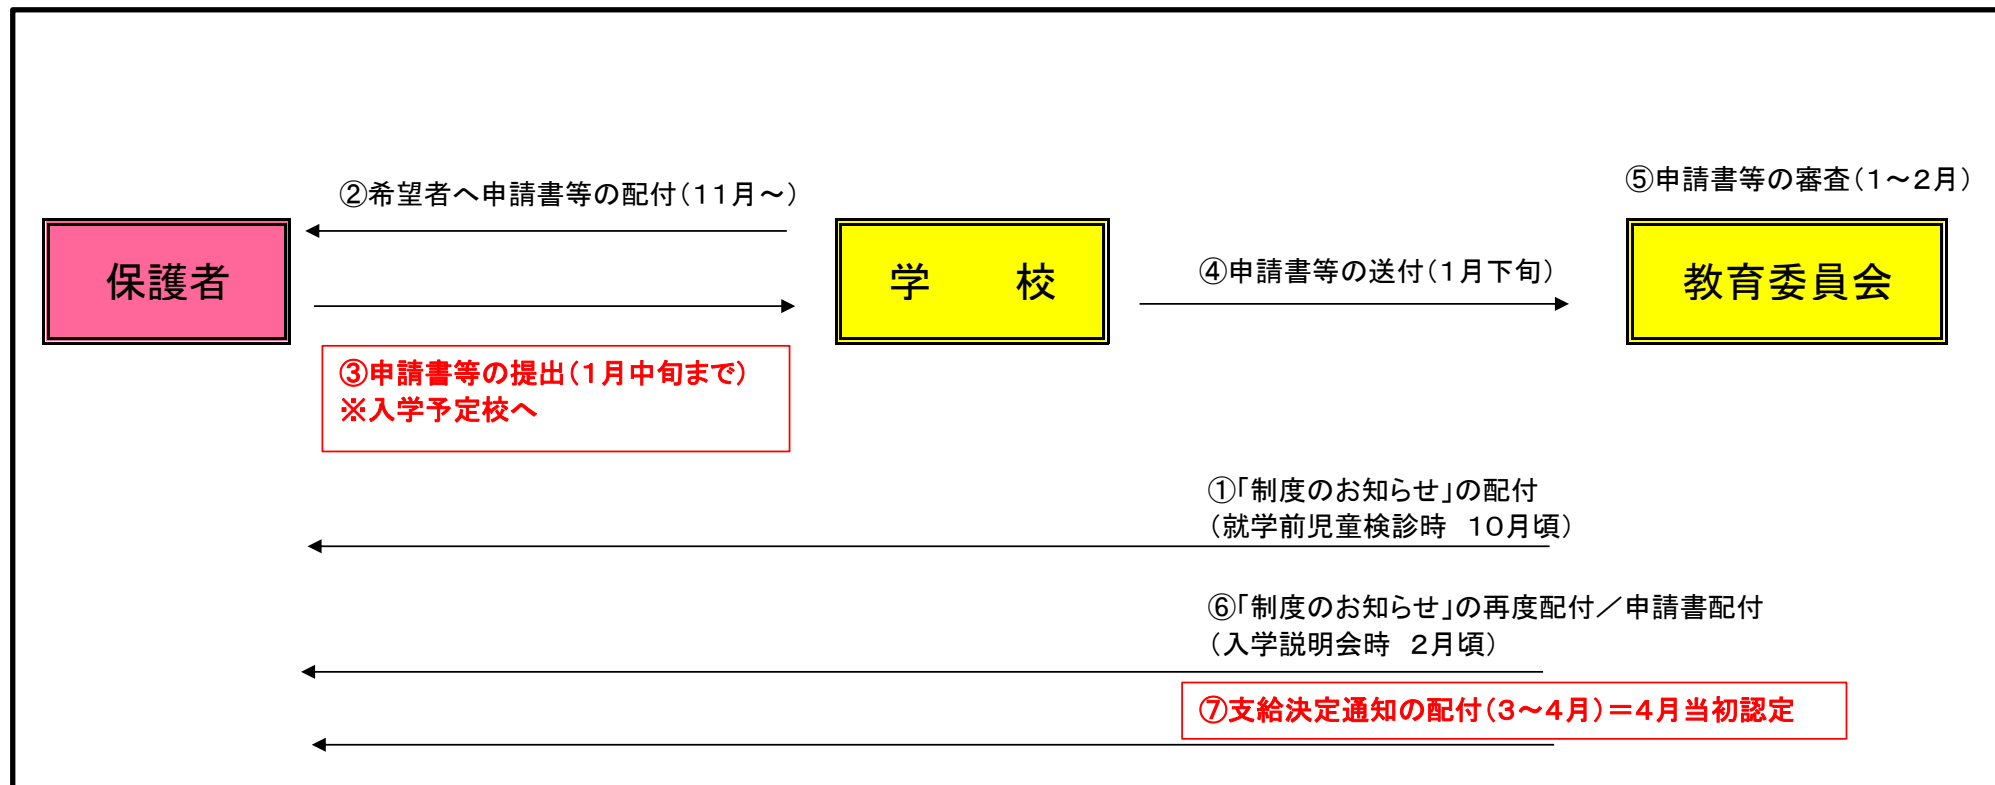 ②希望者へ申請書等の配付(11月～)
⑤申請書等の審査(1～2月)
保護者
学　校
④申請書等の送付(1月下旬)
教育委員会
③申請書等の提出(1月中旬まで)
※入学予定校へ
①「制度のお知らせ」の配付
(就学前児童検診時　10月頃)
⑥「制度のお知らせ」の再度配付／申請書配付
(入学説明会時　2月頃)
⑦支給決定通知の配付(3～4月)＝4月当初認定